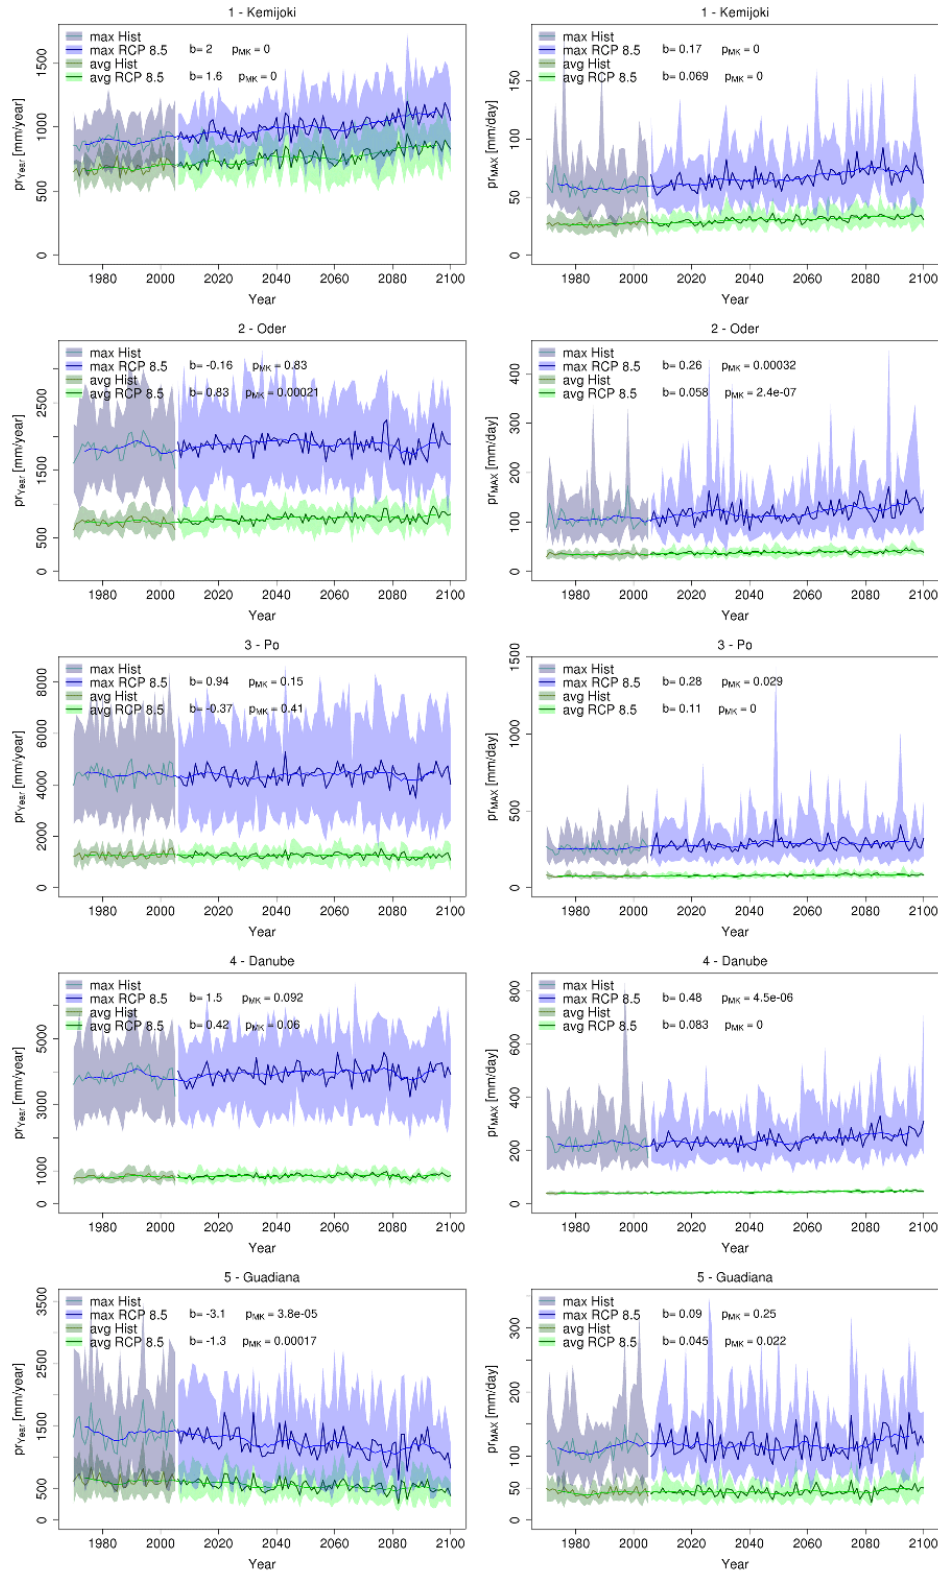 1 - Kemijoki
max Hist
max RCP 8.5 b= 2 pMK = 0
avg Hist
avg RCP 8.5 b= 1.6 pMK = 0
prYear [mm/year]
0 500 1000 1500
1980 2000 2020 2040 2060 2080 2100
Year
1 - Kemijoki
max Hist
max RCP 8.5 b= 0.17 pMK = 0
avg Hist
avg RCP 8.5 b= 0.069 pMK = 0
prMAX [mm/day]
0 50 100 150
1980 2000 2020 2040 2060 2080 2100
Year
2 - Oder
max Hist
max RCP 8.5 b= -0.16 pMK = 0.83
avg Hist
avg RCP 8.5 b= 0.83 pMK = 0.00021
prYear [mm/year]
0 500 1500 2500
1980 2000 2020 2040 2060 2080 2100
Year
2 - Oder
max Hist
max RCP 8.5 b= 0.26 pMK = 0.00032
avg Hist
avg RCP 8.5 b= 0.058 pMK = 2.4e-07
prMAX [mm/day]
0 100 200 300 400
1980 2000 2020 2040 2060 2080 2100
Year
3 - Po
max Hist
max RCP 8.5 b= 0.94 pMK = 0.15
avg Hist
avg RCP 8.5 b= -0.37 pMK = 0.41
prYear [mm/year]
0 2000 4000 6000 8000
1980 2000 2020 2040 2060 2080 2100
Year
3 - Po
max Hist
max RCP 8.5 b= 0.28 pMK = 0.029
avg Hist
avg RCP 8.5 b= 0.11 pMK = 0
prMAX [mm/day]
0 500 1000 1500
1980 2000 2020 2040 2060 2080 2100
Year
4 - Danube
max Hist
max RCP 8.5 b= 1.5 pMK = 0.092
avg Hist
avg RCP 8.5 b= 0.42 pMK = 0.06
prYear [mm/year]
0 1000 3000 5000
1980 2000 2020 2040 2060 2080 2100
Year
4 - Danube
max Hist
max RCP 8.5 b= 0.48 pMK = 4.5e-06
avg Hist
avg RCP 8.5 b= 0.083 pMK = 0
prMAX [mm/day]
0 200 400 600 800
1980 2000 2020 2040 2060 2080 2100
Year
5 - Guadiana
max Hist
max RCP 8.5 b= -3.1 pMK = 3.8e-05
avg Hist
avg RCP 8.5 b= -1.3 pMK = 0.00017
prYear [mm/year]
0 500 1500 2500 3500
1980 2000 2020 2040 2060 2080 2100
Year
5 - Guadiana
max Hist
max RCP 8.5 b= 0.09 pMK = 0.25
avg Hist
avg RCP 8.5 b= 0.045 pMK = 0.022
prMAX [mm/day]
0 50 100 200 300
1980 2000 2020 2040 2060 2080 2100
Year